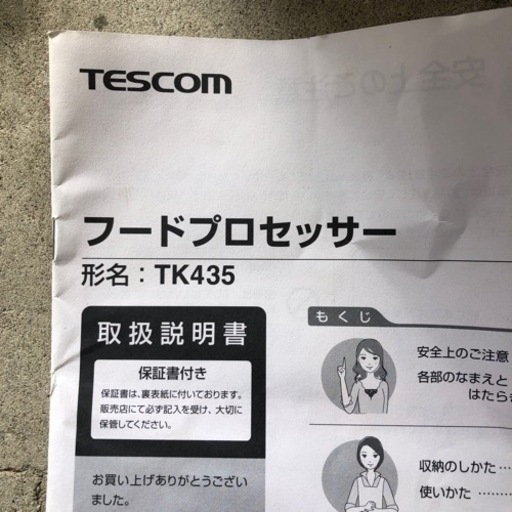 TESCOM
フードプロセッサー
形名：TK435
取扱説明書
保証書付き
保証書は、裏表紙に付いております。
販売店にて必ず記入を受け、大切に
保管してください。
お買い上げありがとうござい
ました。
もくじ
安全上のご注意
各部のなまえと
はたらき
収納のしかた…
使いかた………